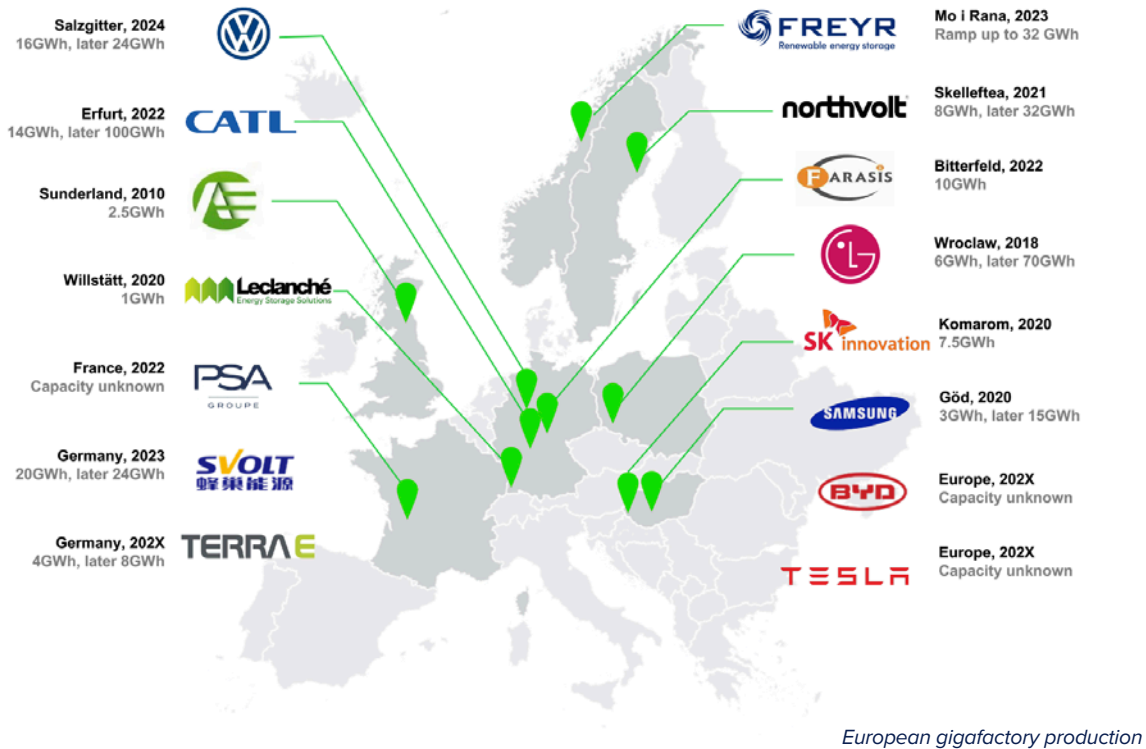 Salzgitter, 2024
16GWh, later 24GWh
Erfurt, 2022
14GWh, later 100GWh
CATL
Sunderland, 2010
2.5GWh
AE
Willstätt, 2020
1GWh
Leclanché
Energy Storage Solutions
France, 2022
Capacity unknown
PSA
GROUPE
Germany, 2023
20GWh, later 24GWh
SVOLT
蜂巢能源
Germany, 202X
4GWh, later 8GWh
TERRA E
FREYR
Renewable energy storage
Mo i Rana, 2023
Ramp up to 32 GWh
northvolt
Skelleftea, 2021
8GWh, later 32GWh
FARASIS
Bitterfeld, 2022
10GWh
LG
Wroclaw, 2018
6GWh, later 70GWh
SK innovation
Komarom, 2020
7.5GWh
SAMSUNG
Göd, 2020
3GWh, later 15GWh
BYD
Europe, 202X
Capacity unknown
TESLA
Europe, 202X
Capacity unknown
European gigafactory production